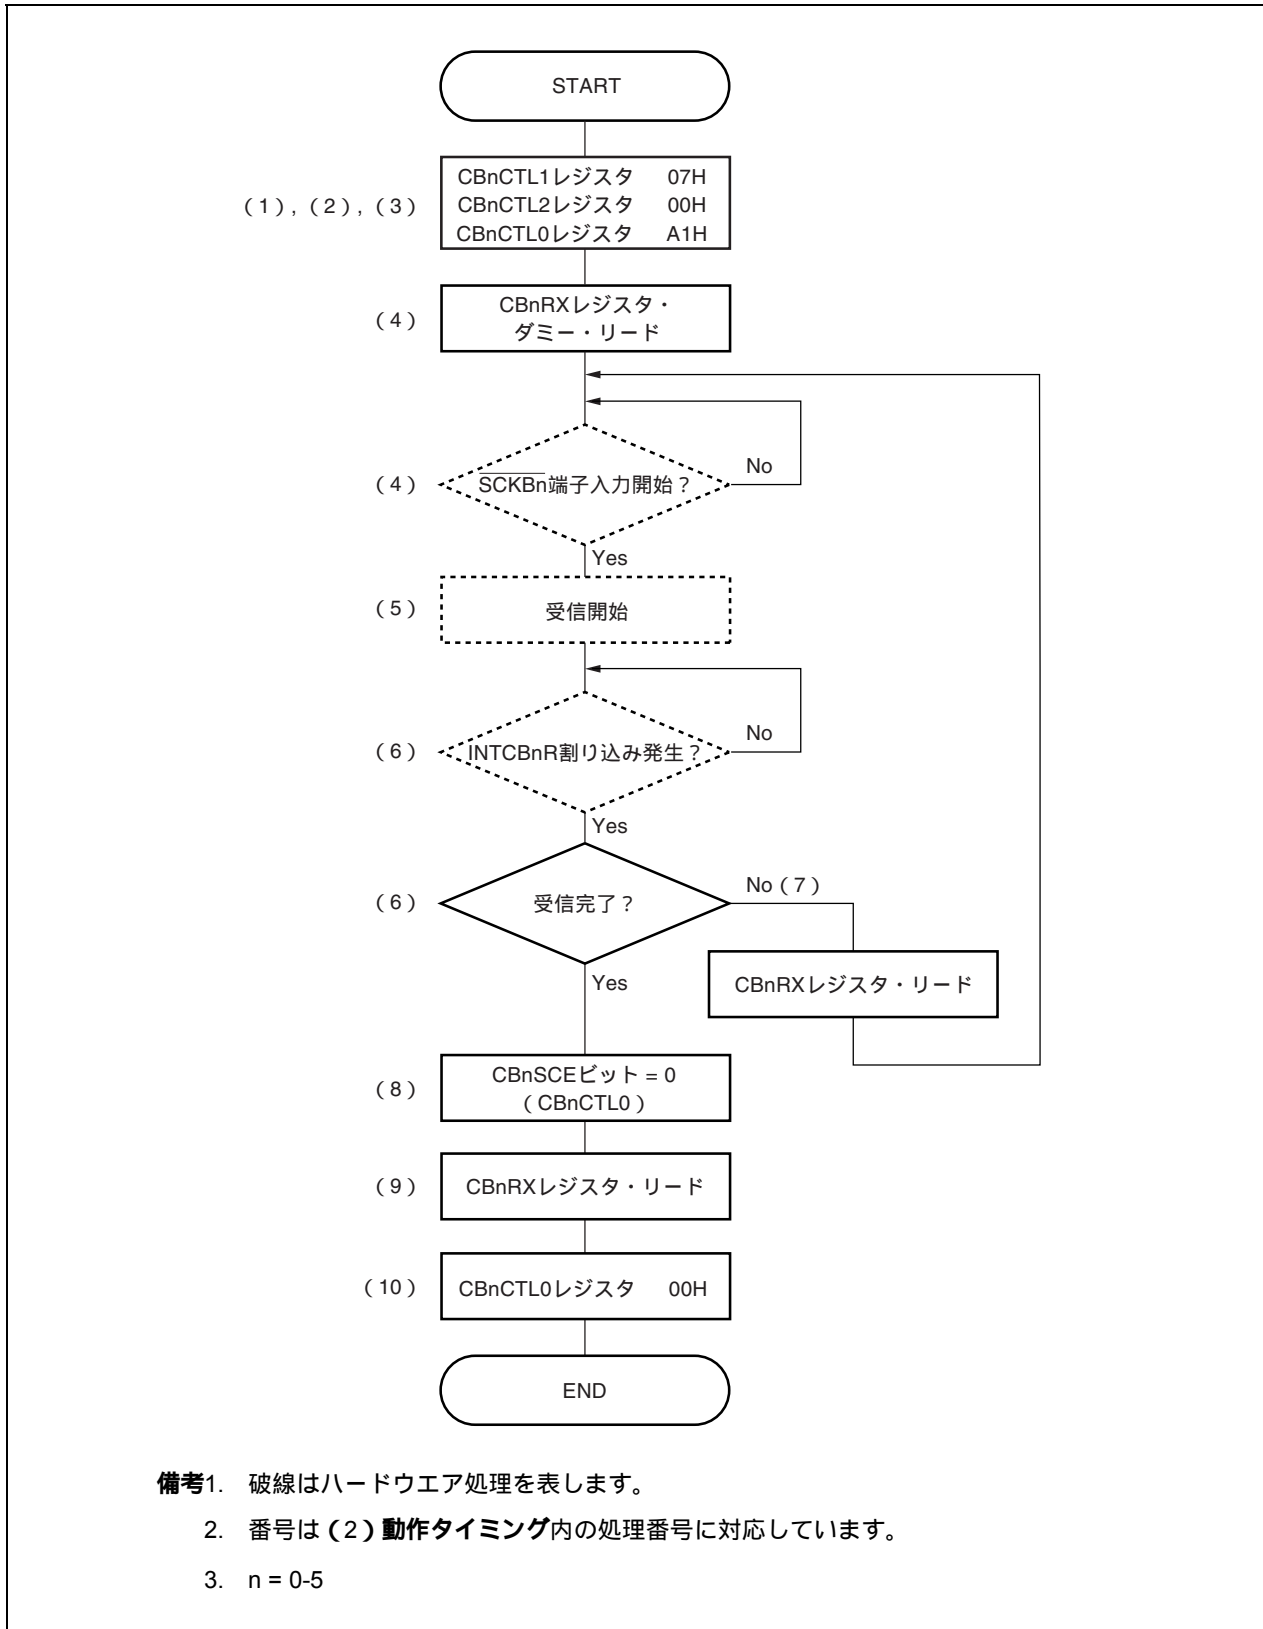 START
CBnCTL1レジスタ 07H
(1), (2), (3) CBnCTL2レジスタ 00H
CBnCTL0レジスタ A1H
(4) CBnRXレジスタ・
ダミー・リード
(4) SCKBn端子入力開始? No
Yes
(5) 受信開始
(6) INTCBnR割り込み発生? No
Yes
(6) 受信完了? No(7)
Yes
CBnRXレジスタ・リード
(8) CBnSCEビット = 0
(CBnCTL0)
(9) CBnRXレジスタ・リード
(10) CBnCTL0レジスタ 00H
END
備考1. 破線はハードウエア処理を表します。
2. 番号は(2)動作タイミング内の処理番号に対応しています。
3. n = 0-5